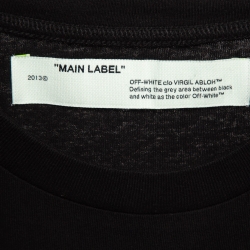 "MAIN LABEL"
2013©
OFF-WHITE c/o VIRGIL ABLOH™
Defining the grey area between black
and white as the color Off-White™